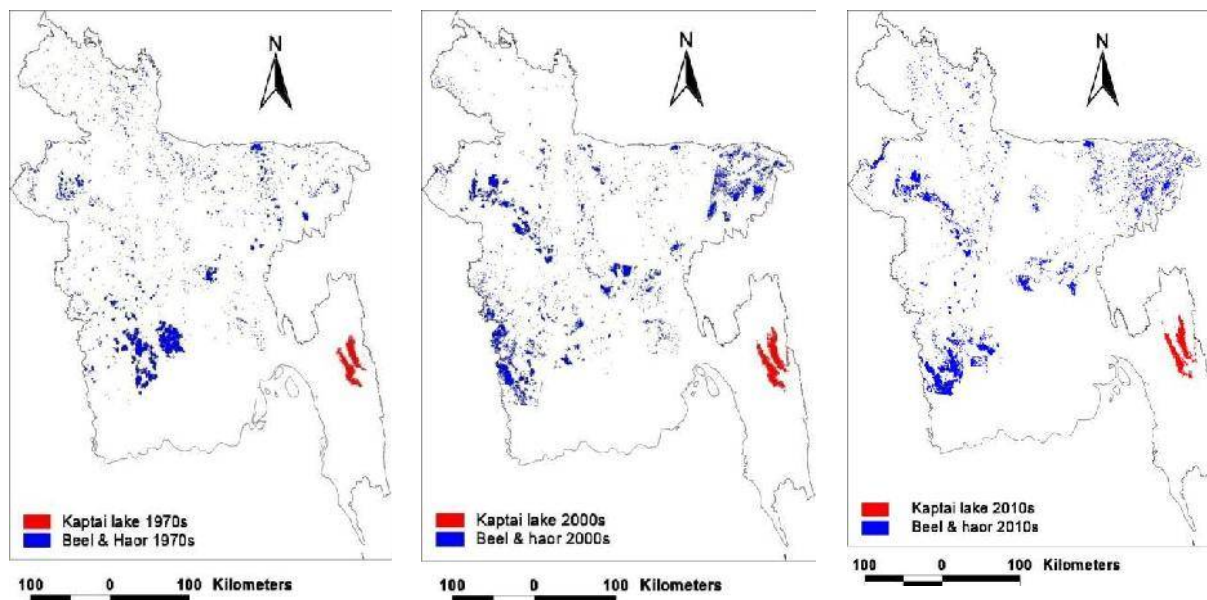 N
Kaptai lake 1970s
Beel & Haor 1970s
100 0 100 Kilometers
N
Kaptai lake 2000s
Beel & haor 2000s
100 0 100 Kilometers
N
Kaptai lake 2010s
Beel & haor 2010s
100 0 100 Kilometers